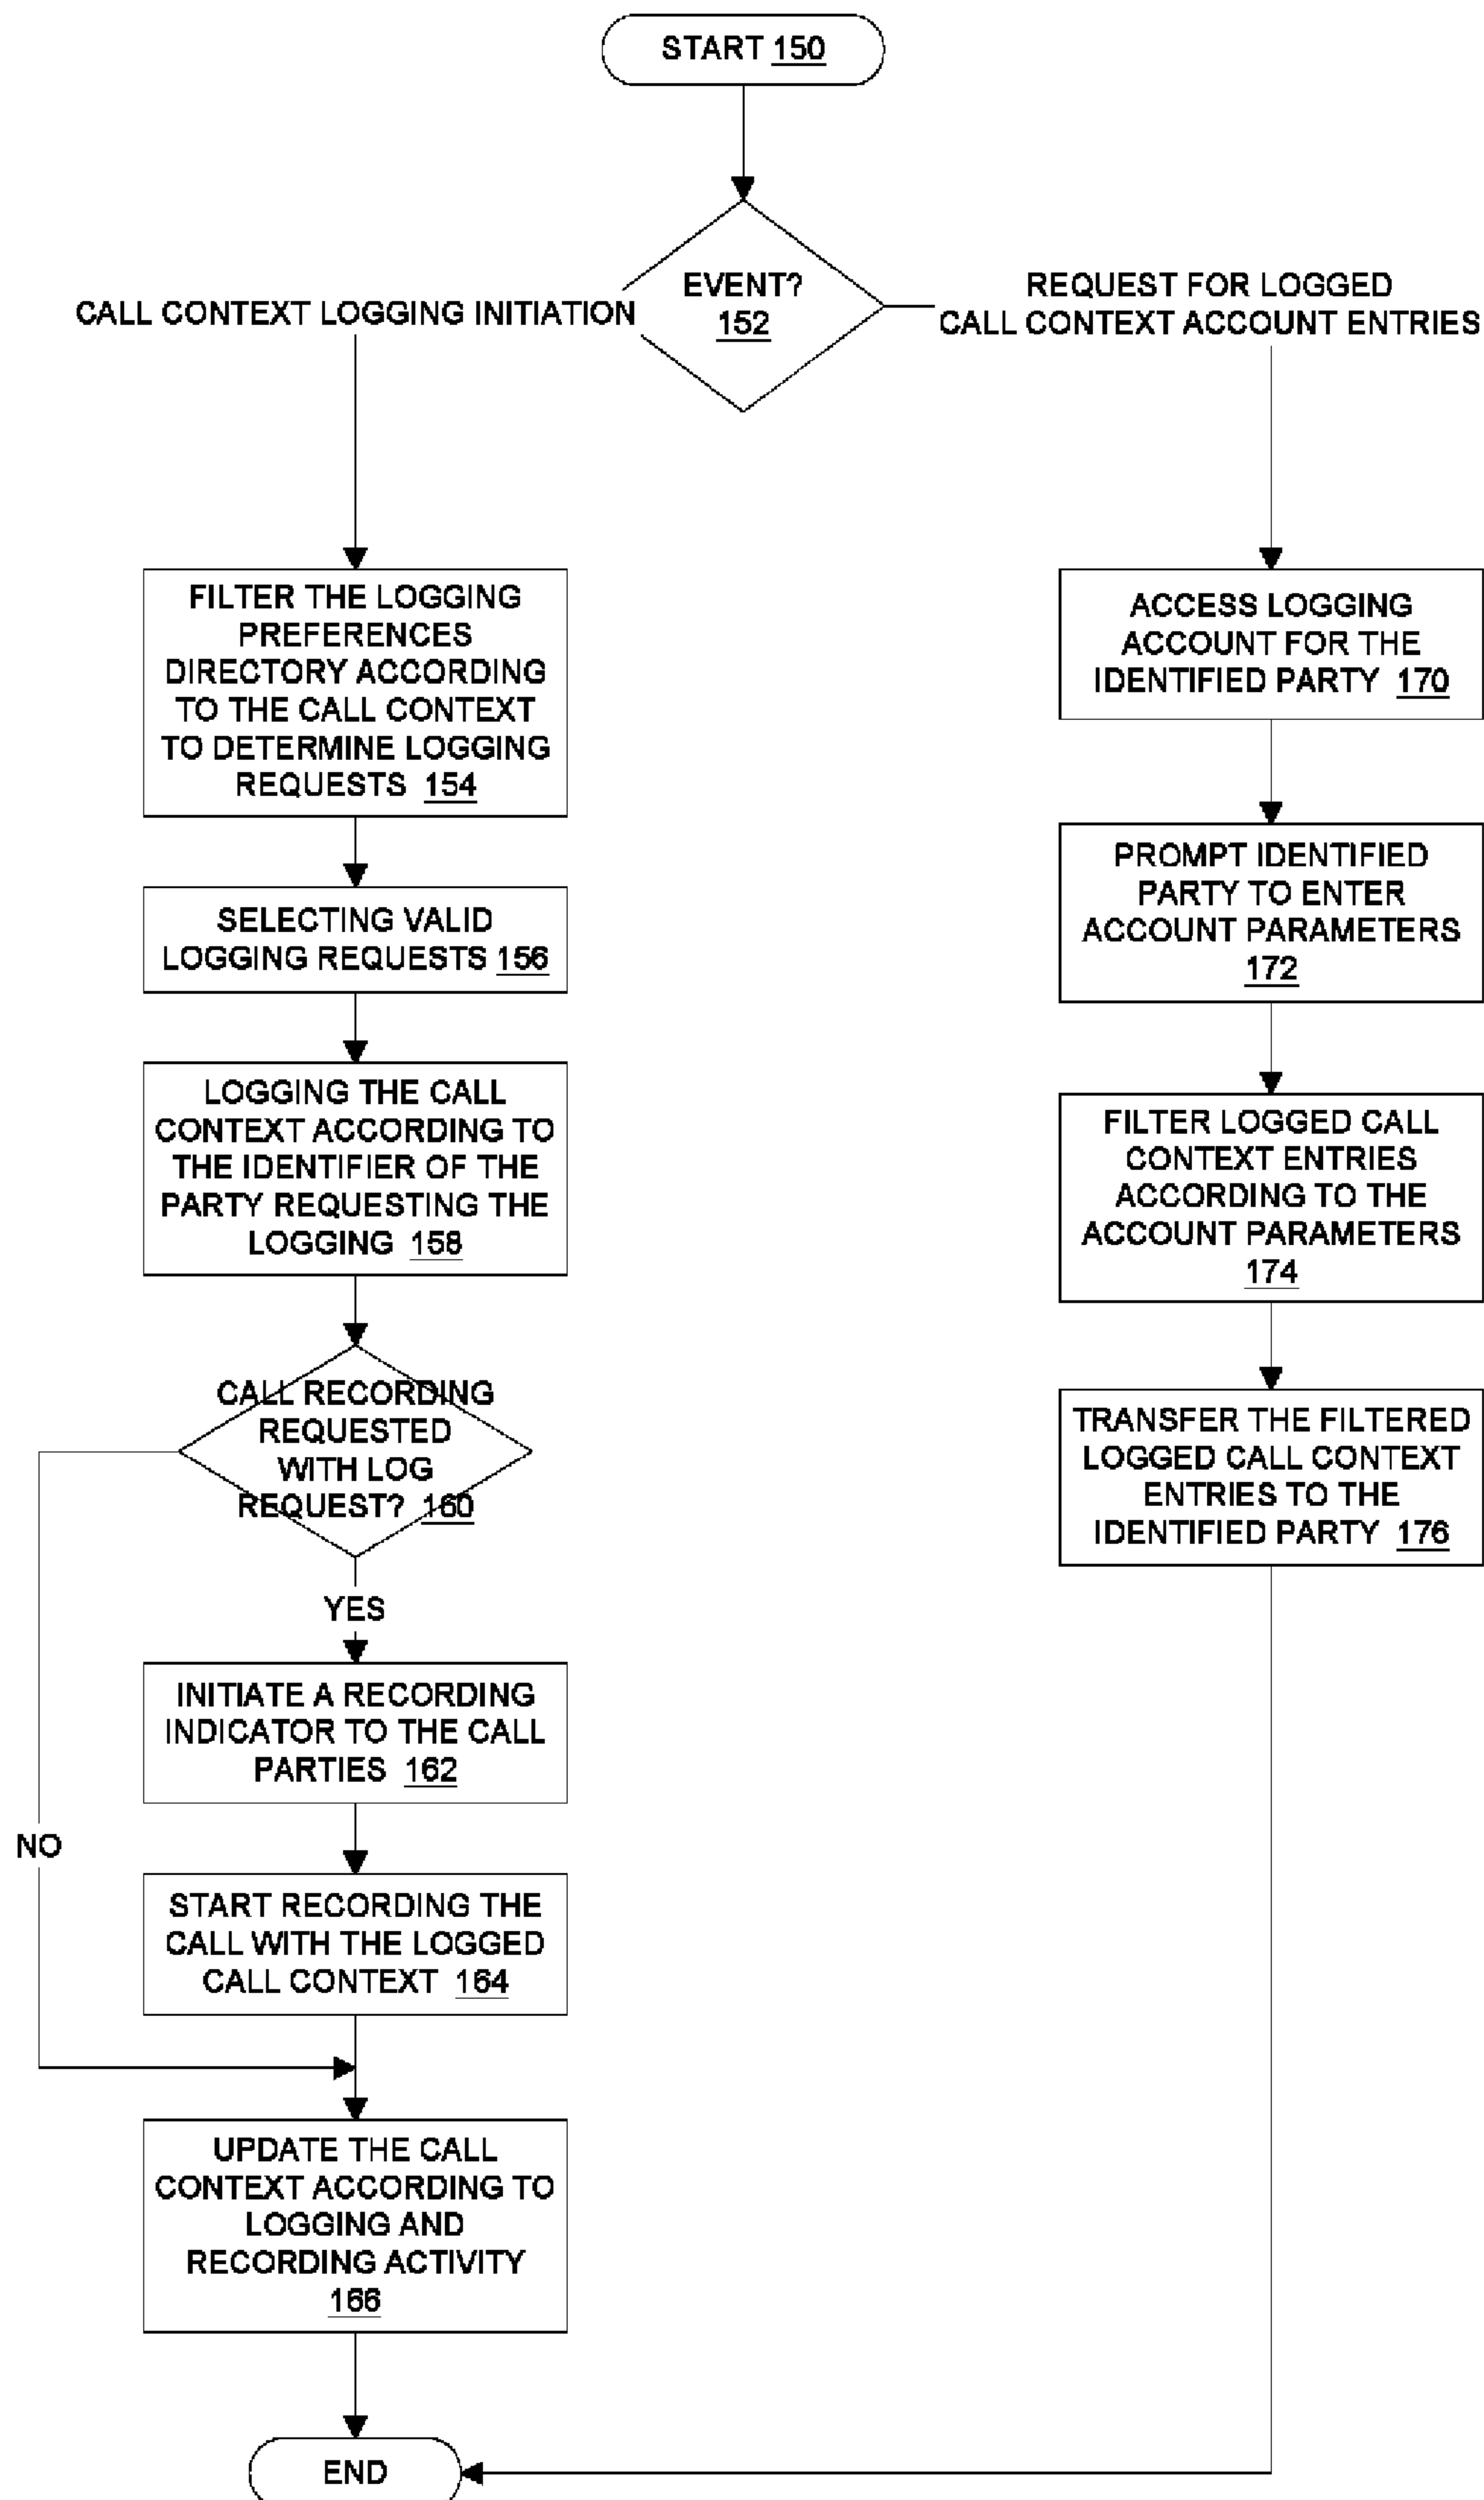 START 150
EVENT?
152
CALL CONTEXT LOGGING INITIATION
REQUEST FOR LOGGED
CALL CONTEXT ACCOUNT ENTRIES
FILTER THE LOGGING
PREFERENCES
DIRECTORY ACCORDING
TO THE CALL CONTEXT
TO DETERMINE LOGGING
REQUESTS 154
SELECTING VALID
LOGGING REQUESTS 156
LOGGING THE CALL
CONTEXT ACCORDING TO
THE IDENTIFIER OF THE
PARTY REQUESTING THE
LOGGING 158
CALL RECORDING
REQUESTED
WITH LOG
REQUEST? 160
YES
INITIATE A RECORDING
INDICATOR TO THE CALL
PARTIES 162
NO
START RECORDING THE
CALL WITH THE LOGGED
CALL CONTEXT 164
UPDATE THE CALL
CONTEXT ACCORDING TO
LOGGING AND
RECORDING ACTIVITY
166
ACCESS LOGGING
ACCOUNT FOR THE
IDENTIFIED PARTY 170
PROMPT IDENTIFIED
PARTY TO ENTER
ACCOUNT PARAMETERS
172
FILTER LOGGED CALL
CONTEXT ENTRIES
ACCORDING TO THE
ACCOUNT PARAMETERS
174
TRANSFER THE FILTERED
LOGGED CALL CONTEXT
ENTRIES TO THE
IDENTIFIED PARTY 176
END